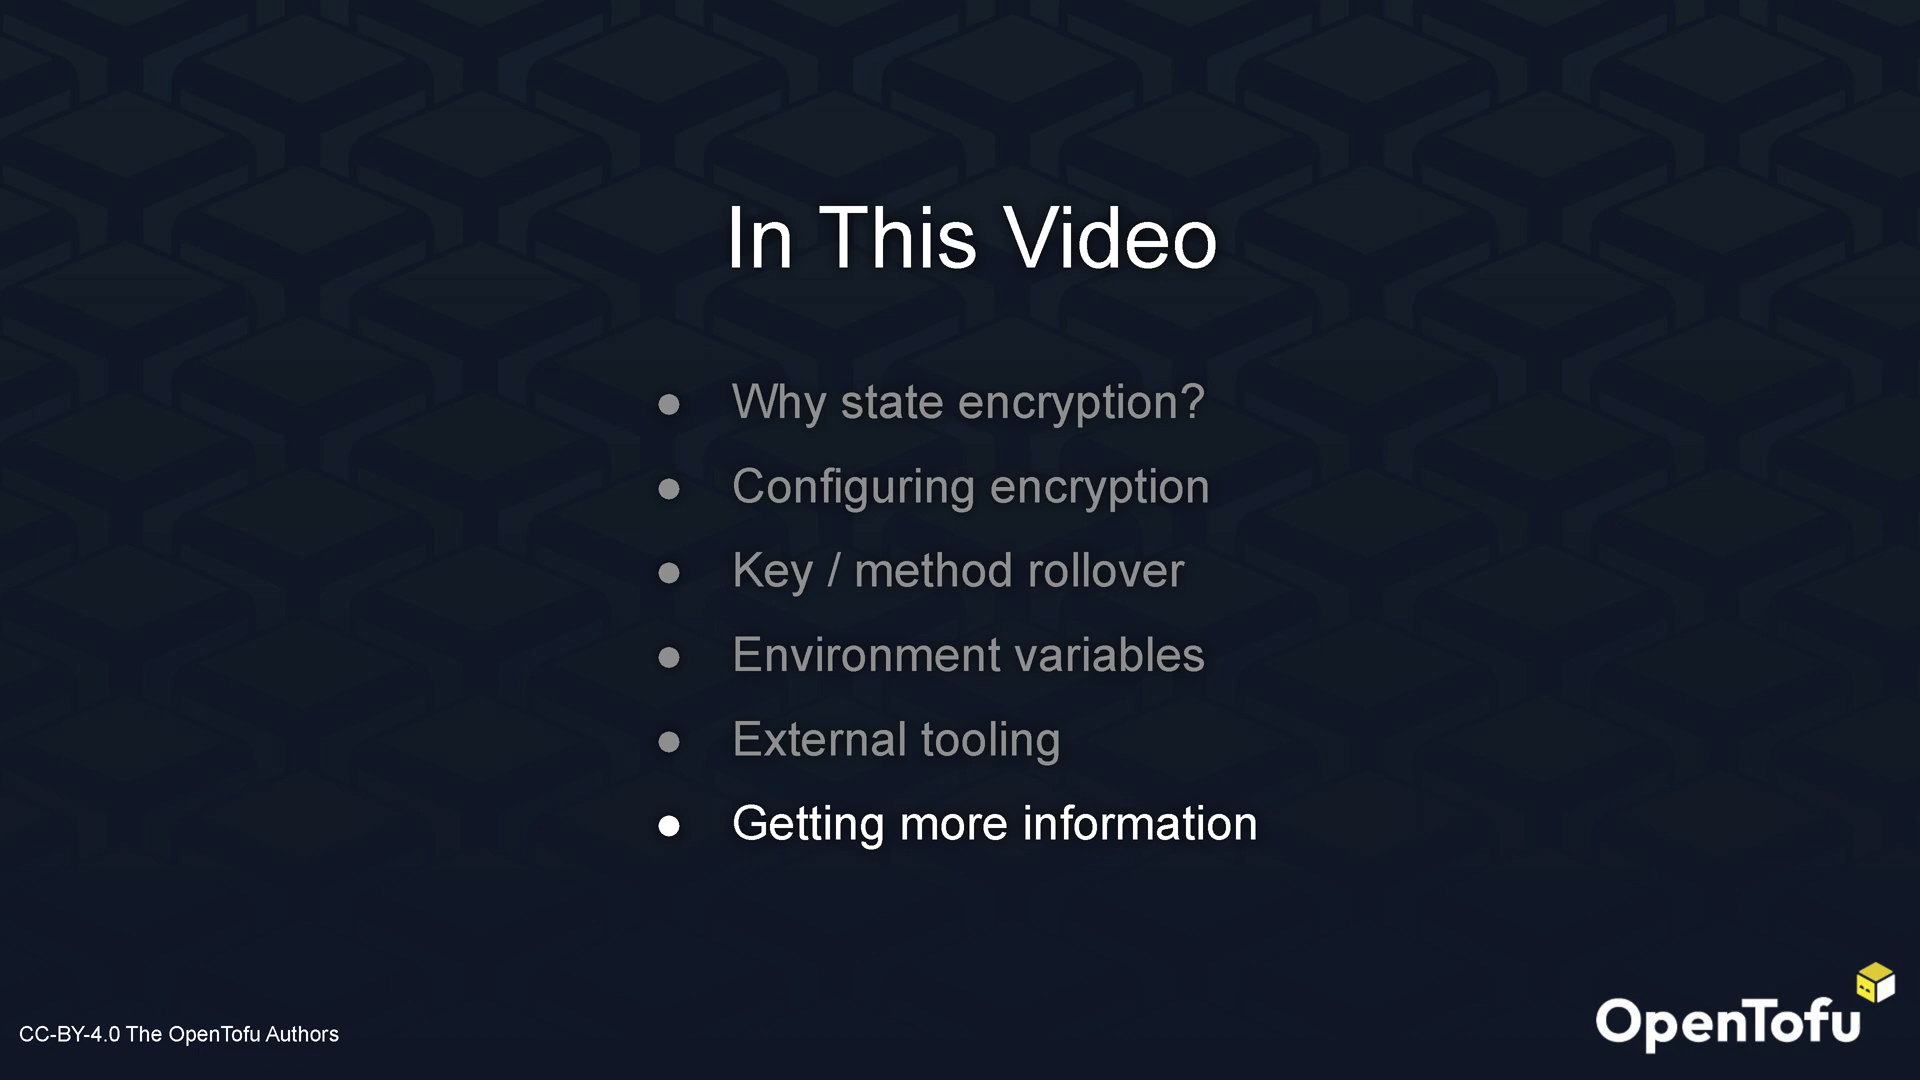 In This Video
● Why state encryption?
● Configuring encryption
● Key / method rollover
● Environment variables
● External tooling
● Getting more information
CC-BY-4.0 The OpenTofu Authors
OpenTofu